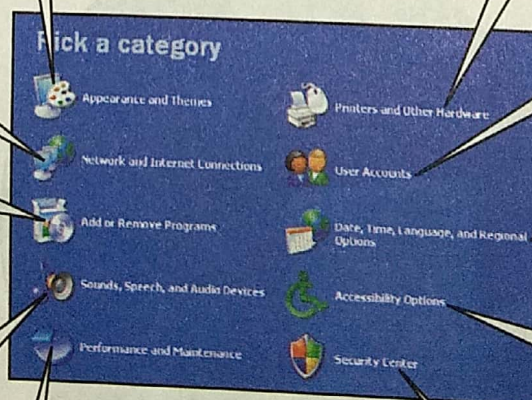 Pick a category
Appearance and Themes
Printers and Other Hardware
Network and Internet Connections
User Accounts
Add or Remove Programs
Date, Time, Language, and Regional
Options
Sounds, Speech, and Audio Devices
Accessibility Options
Performance and Maintenance
Security Center